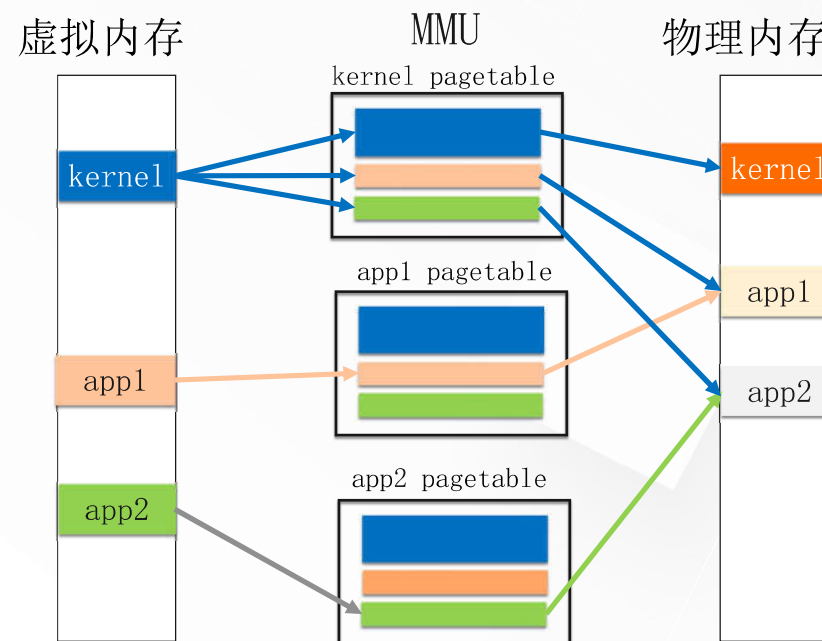 虚拟内存
MMU
物理内存
kernel pagetable
kernel
kernel
app1 pagetable
app1
app1
app2
app2 pagetable
app2